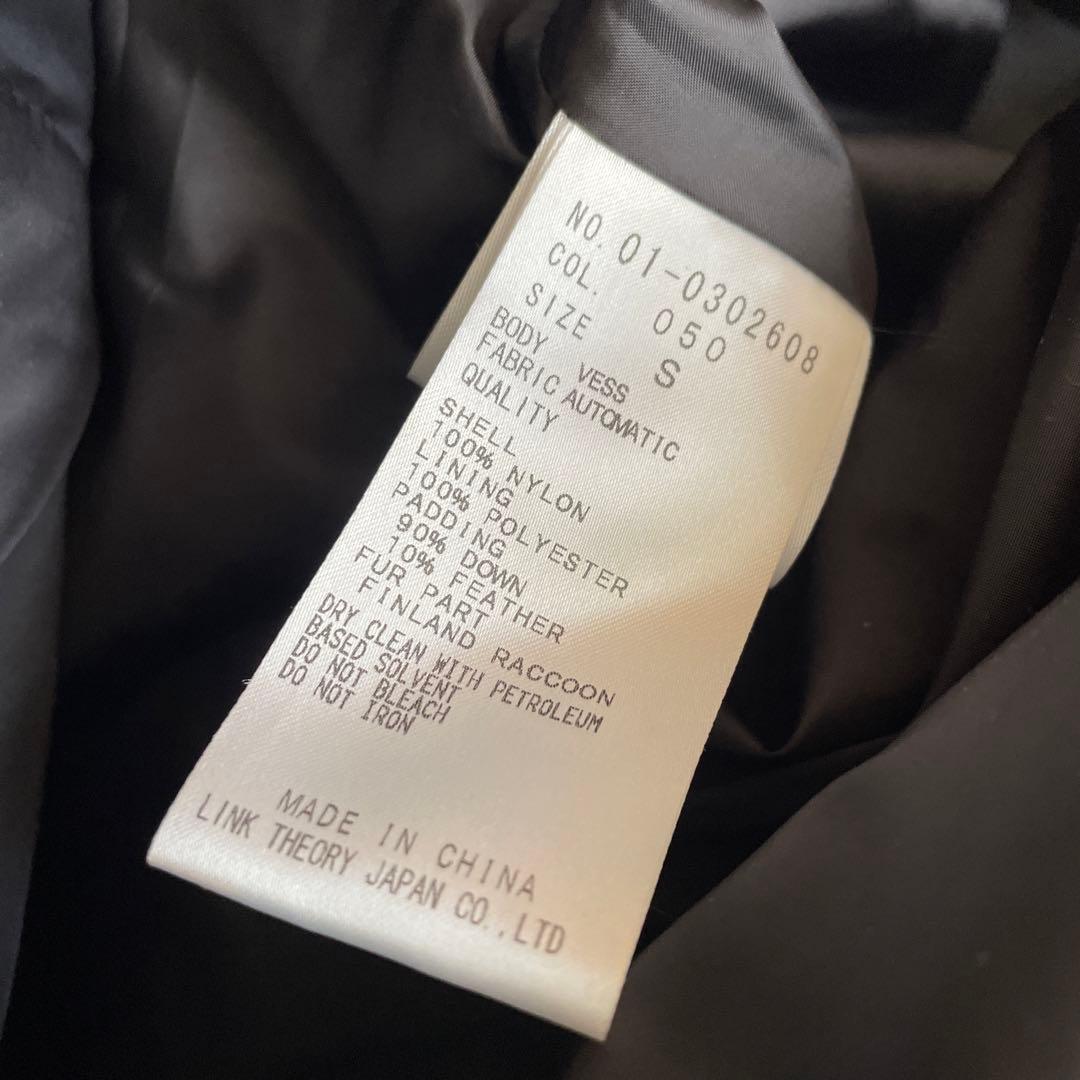 NO. 01-0302608
COL. 050
SIZE S
BODY VESS
FABRIC AUTOMATIC
QUALITY
SHELL
100% NYLON
LINING
100% POLYESTER
PADDING
90% DOWN
10% FEATHER
FUR PART
FINLAND RACCOON
DRY CLEAN WITH PETROLEUM
BASED SOLVENT
DO NOT BLEACH
DO NOT IRON
MADE IN CHINA
LINK THEORY JAPAN CO.,LTD